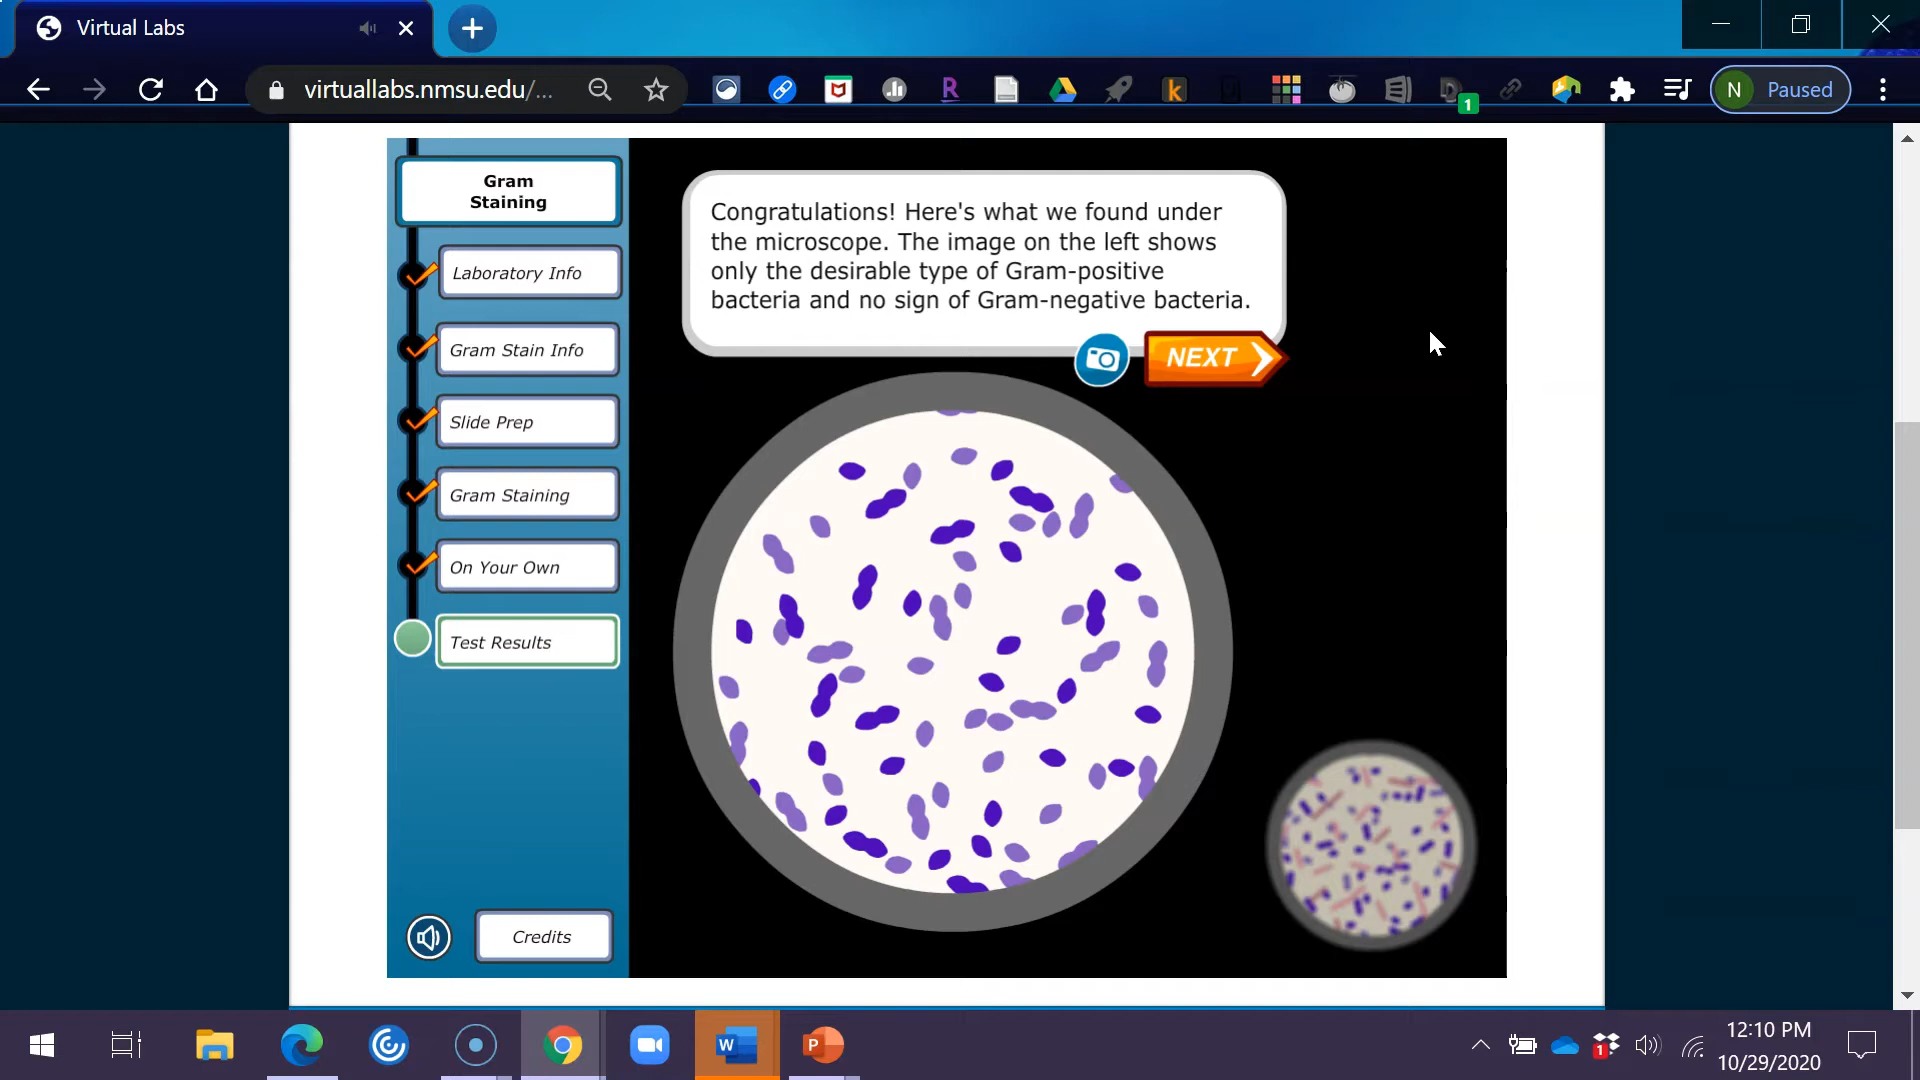 Virtual Labs
virtuallabs.nmsu.edu/...
R
k
D
1
N
Paused
Gram
Staining
Laboratory Info
Gram Stain Info
Slide Prep
Gram Staining
On Your Own
Test Results
Credits
Congratulations! Here's what we found under
the microscope. The image on the left shows
only the desirable type of Gram-positive
bacteria and no sign of Gram-negative bacteria.
NEXT
W
P
1
12:10 PM
10/29/2020